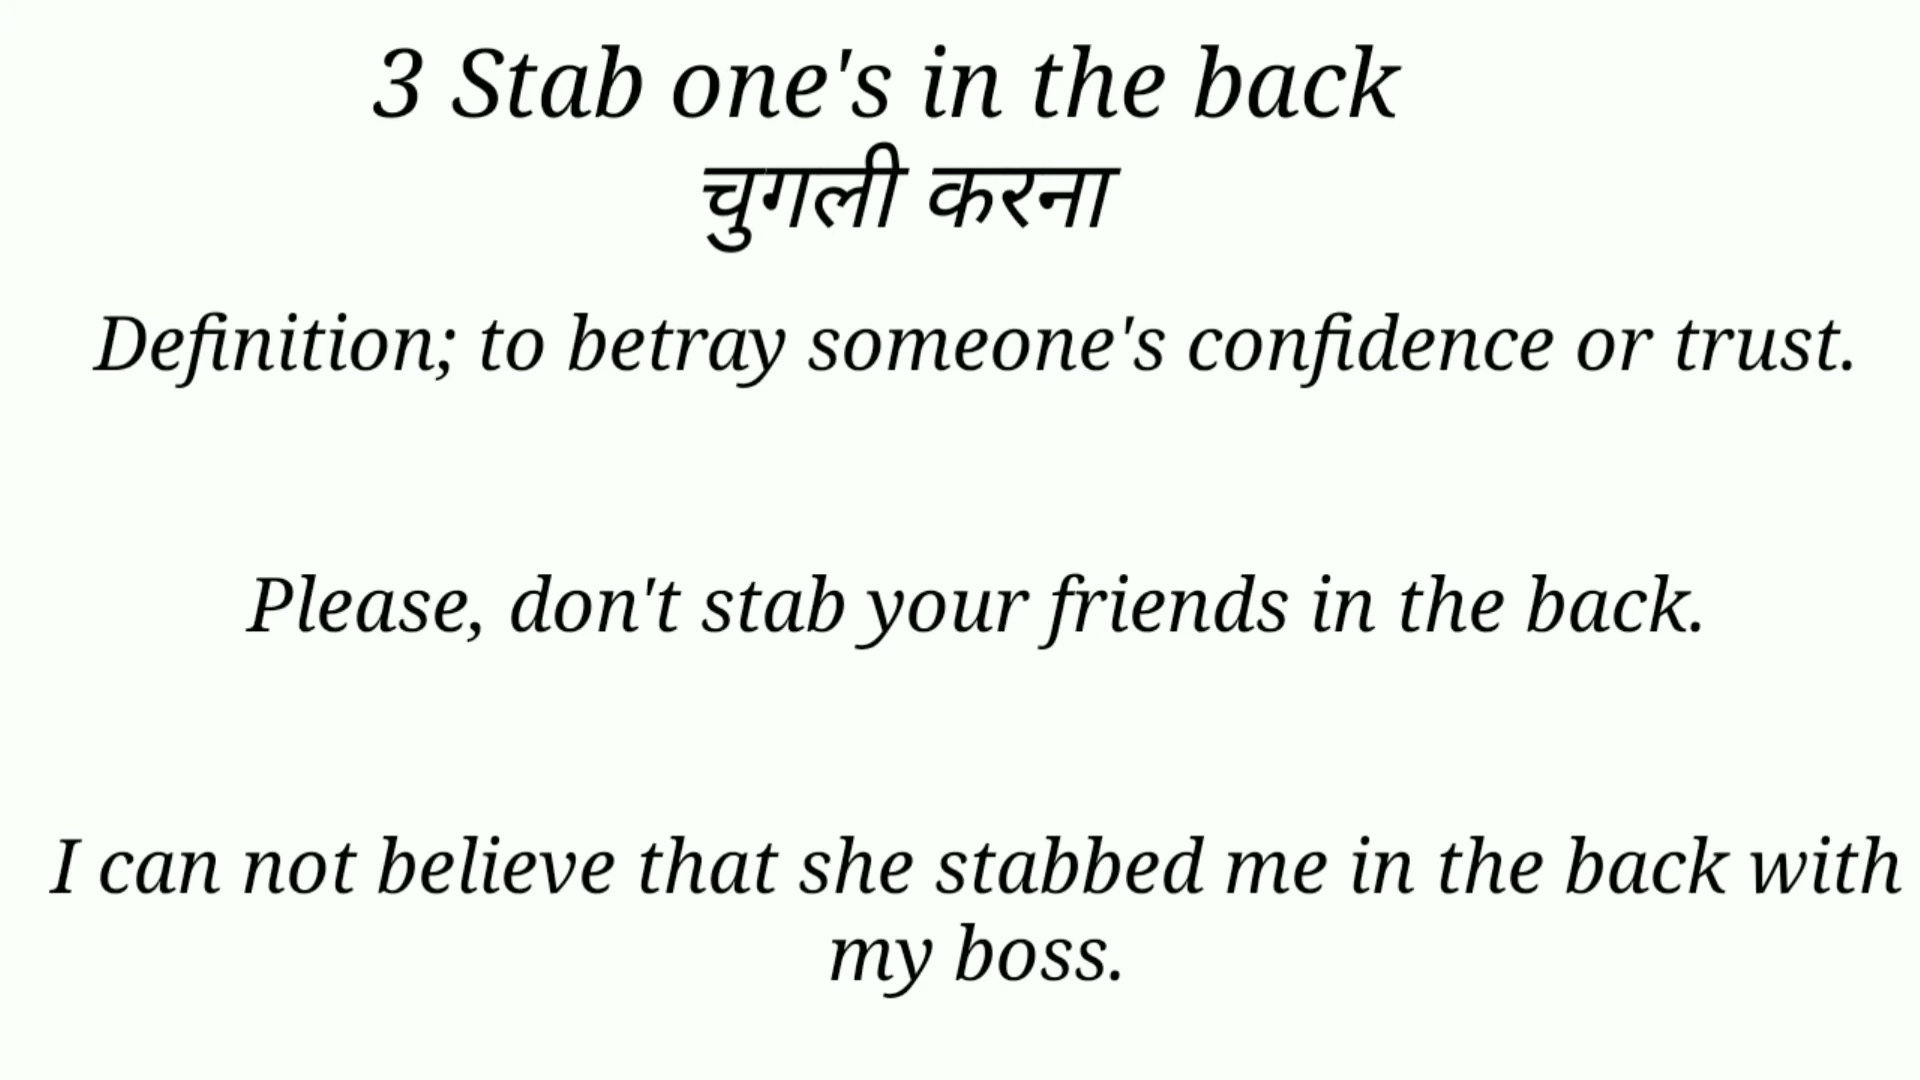 3 Stab one's in the back
चुगली करना
Definition; to betray someone's confidence or trust.
Please, don't stab your friends in the back.
I can not believe that she stabbed me in the back with
my boss.